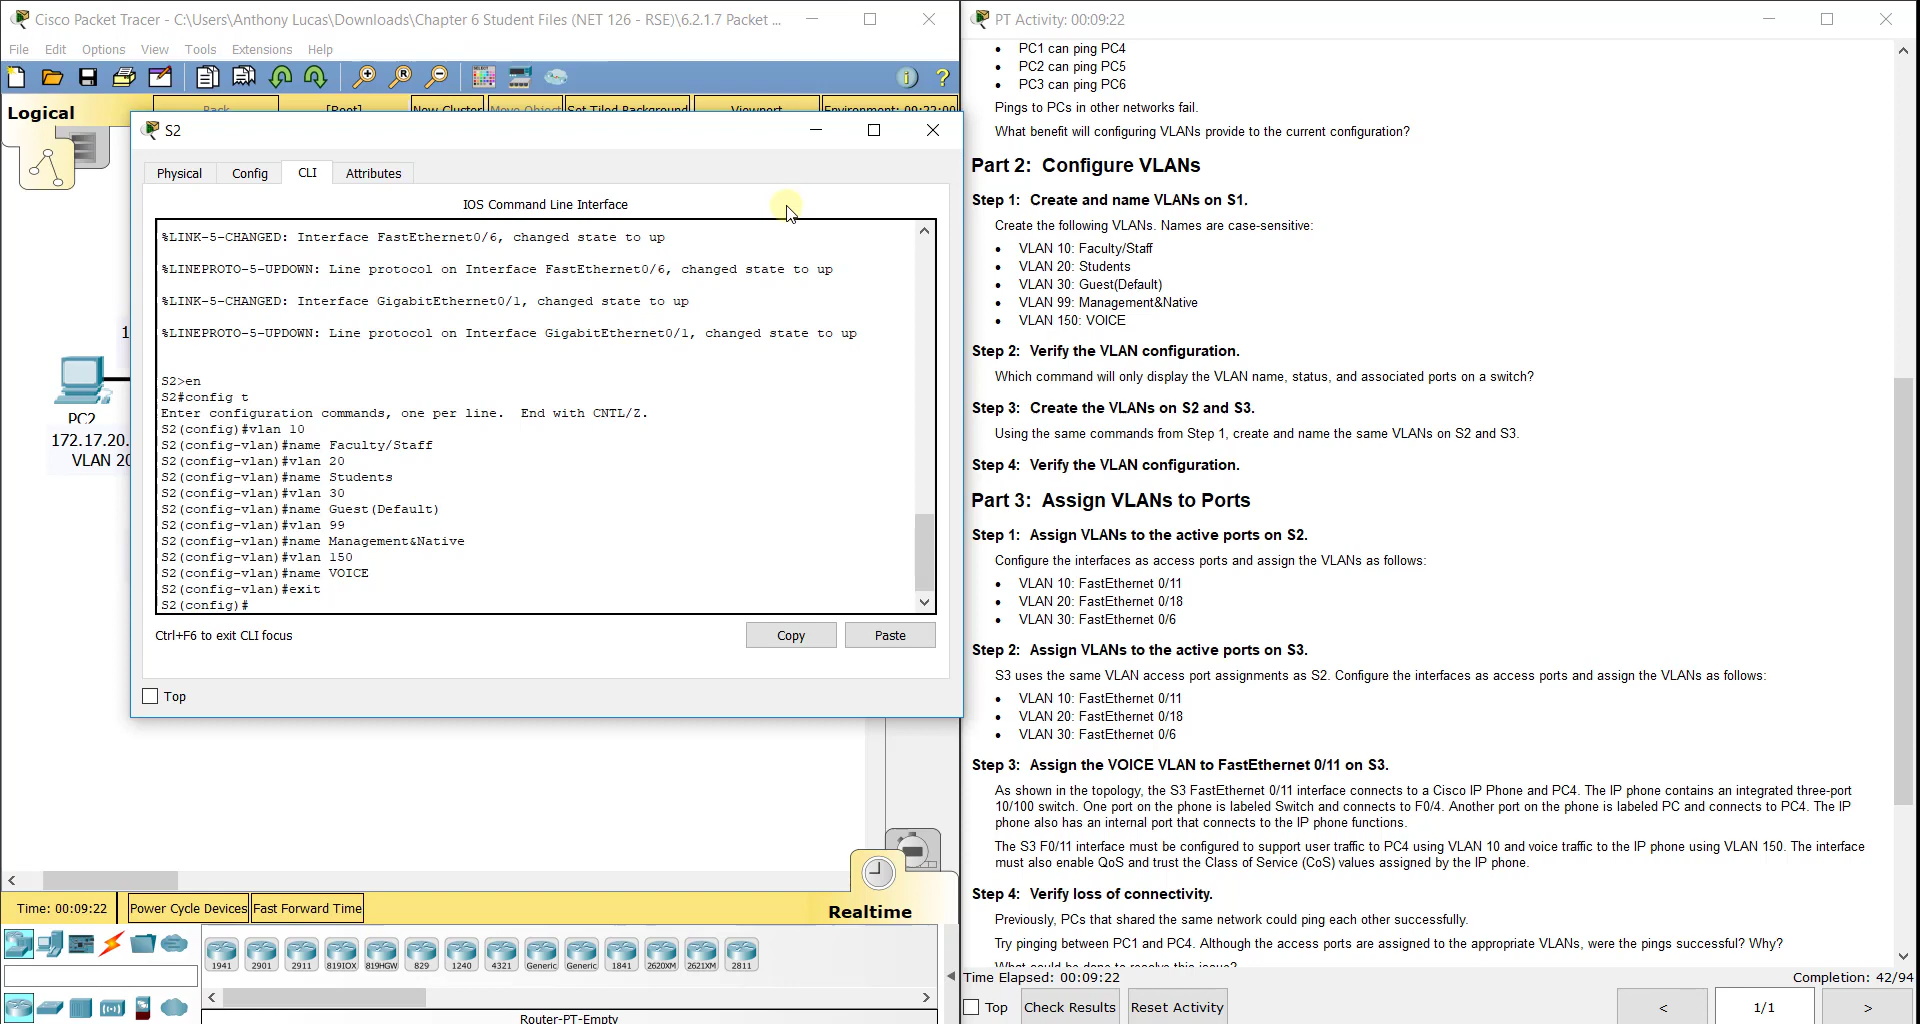 Cisco Packet Tracer - C:\Users\Anthony Lucas\Downloads\Chapter 6 Student Files (NET 126 - RSE)\6.2.1.7 Packet ...
File Edit Options View Tools Extensions Help
Logical
Back [Root] New Cluster Move Object Set Tiled Background Viewport Environment: 09:22:00
S2
Physical Config CLI Attributes
IOS Command Line Interface
%LINK-5-CHANGED: Interface FastEthernet0/6, changed state to up
%LINEPROTO-5-UPDOWN: Line protocol on Interface FastEthernet0/6, changed state to up
%LINK-5-CHANGED: Interface GigabitEthernet0/1, changed state to up
%LINEPROTO-5-UPDOWN: Line protocol on Interface GigabitEthernet0/1, changed state to up
S2>en
S2#config t
Enter configuration commands, one per line.  End with CNTL/Z.
S2(config)#vlan 10
S2(config-vlan)#name Faculty/Staff
S2(config-vlan)#vlan 20
S2(config-vlan)#name Students
S2(config-vlan)#vlan 30
S2(config-vlan)#name Guest(Default)
S2(config-vlan)#vlan 99
S2(config-vlan)#name Management&Native
S2(config-vlan)#vlan 150
S2(config-vlan)#name VOICE
S2(config-vlan)#exit
S2(config)#
Ctrl+F6 to exit CLI focus
Copy Paste
Top
1
PC2
172.17.20.
VLAN 20
Time: 00:09:22 Power Cycle Devices Fast Forward Time
Realtime
1941 2901 2911 819IOX 819HGW 829 1240 4321 Generic Generic 1841 2620XM 2621XM 2811
Router-PT-Empty
PT Activity: 00:09:22
• PC1 can ping PC4
• PC2 can ping PC5
• PC3 can ping PC6
Pings to PCs in other networks fail.
What benefit will configuring VLANs provide to the current configuration?
Part 2: Configure VLANs
Step 1: Create and name VLANs on S1.
Create the following VLANs. Names are case-sensitive:
• VLAN 10: Faculty/Staff
• VLAN 20: Students
• VLAN 30: Guest(Default)
• VLAN 99: Management&Native
• VLAN 150: VOICE
Step 2: Verify the VLAN configuration.
Which command will only display the VLAN name, status, and associated ports on a switch?
Step 3: Create the VLANs on S2 and S3.
Using the same commands from Step 1, create and name the same VLANs on S2 and S3.
Step 4: Verify the VLAN configuration.
Part 3: Assign VLANs to Ports
Step 1: Assign VLANs to the active ports on S2.
Configure the interfaces as access ports and assign the VLANs as follows:
• VLAN 10: FastEthernet 0/11
• VLAN 20: FastEthernet 0/18
• VLAN 30: FastEthernet 0/6
Step 2: Assign VLANs to the active ports on S3.
S3 uses the same VLAN access port assignments as S2. Configure the interfaces as access ports and assign the VLANs as follows:
• VLAN 10: FastEthernet 0/11
• VLAN 20: FastEthernet 0/18
• VLAN 30: FastEthernet 0/6
Step 3: Assign the VOICE VLAN to FastEthernet 0/11 on S3.
As shown in the topology, the S3 FastEthernet 0/11 interface connects to a Cisco IP Phone and PC4. The IP phone contains an integrated three-port
10/100 switch. One port on the phone is labeled Switch and connects to F0/4. Another port on the phone is labeled PC and connects to PC4. The IP
phone also has an internal port that connects to the IP phone functions.
The S3 F0/11 interface must be configured to support user traffic to PC4 using VLAN 10 and voice traffic to the IP phone using VLAN 150. The interface
must also enable QoS and trust the Class of Service (CoS) values assigned by the IP phone.
Step 4: Verify loss of connectivity.
Previously, PCs that shared the same network could ping each other successfully.
Try pinging between PC1 and PC4. Although the access ports are assigned to the appropriate VLANs, were the pings successful? Why?
What could be done to resolve this issue?
Time Elapsed: 00:09:22 Completion: 42/94
Top Check Results Reset Activity < 1/1 >